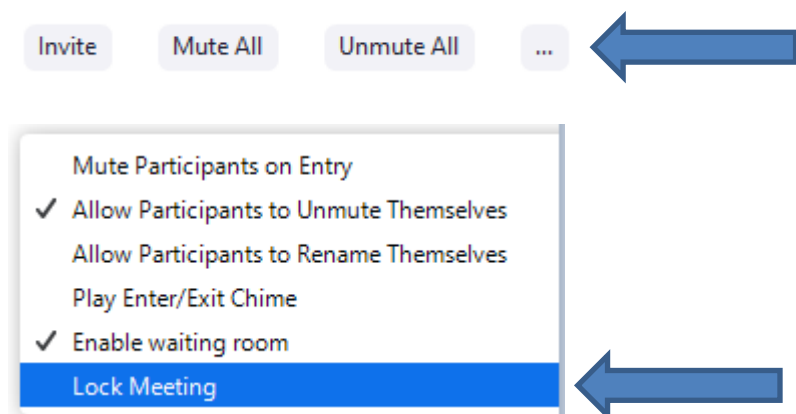 Invite Mute All Unmute All ...
Mute Participants on Entry
✓ Allow Participants to Unmute Themselves
Allow Participants to Rename Themselves
Play Enter/Exit Chime
✓ Enable waiting room
Lock Meeting